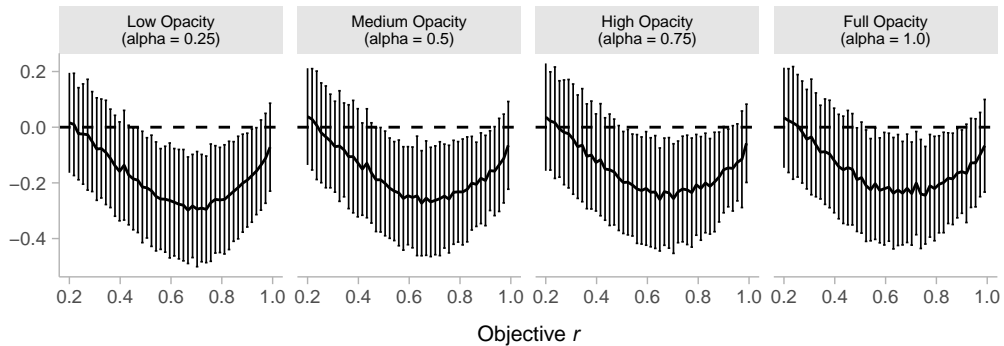 Low Opacity
(alpha = 0.25)
Medium Opacity
(alpha = 0.5)
High Opacity
(alpha = 0.75)
Full Opacity
(alpha = 1.0)
0.2
0.0
−0.2
−0.4
0.2 0.4 0.6 0.8 1.0
0.2 0.4 0.6 0.8 1.0
0.2 0.4 0.6 0.8 1.0
0.2 0.4 0.6 0.8 1.0
Objective r